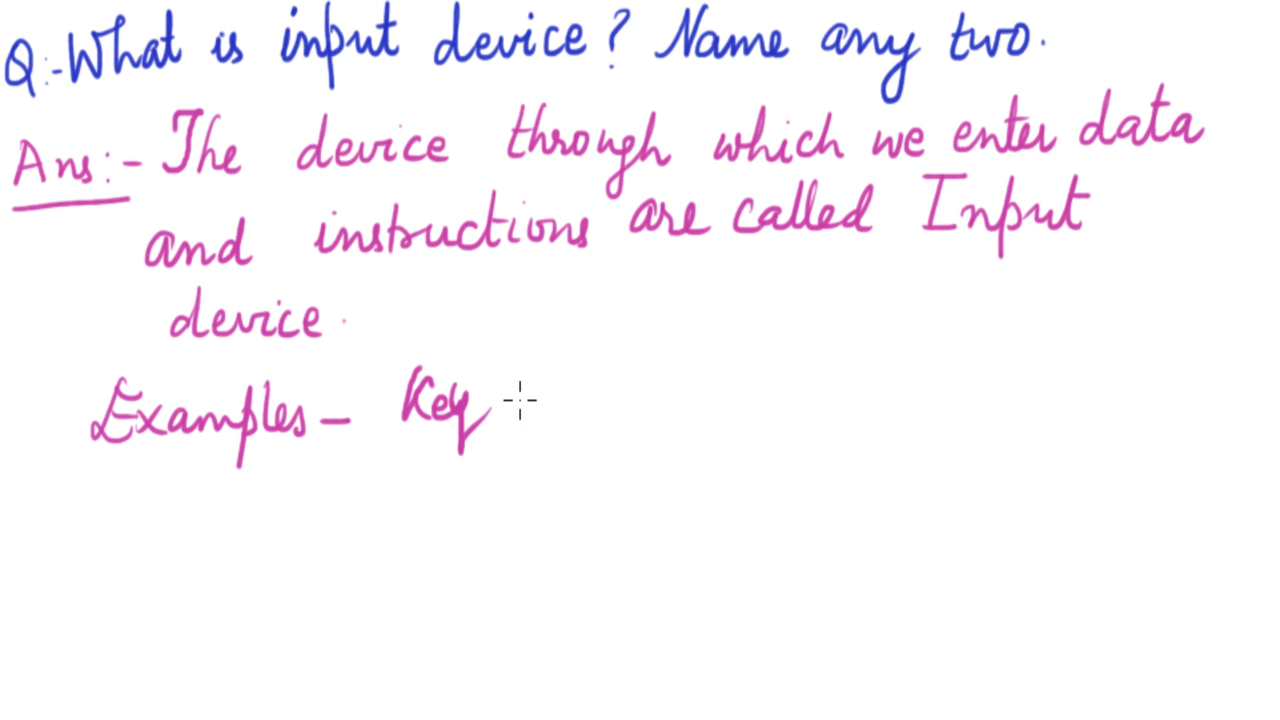 Q:-What is input device? Name any two.
Ans:- The device through which we enter data
and instructions are called Input
device.
Examples - Key